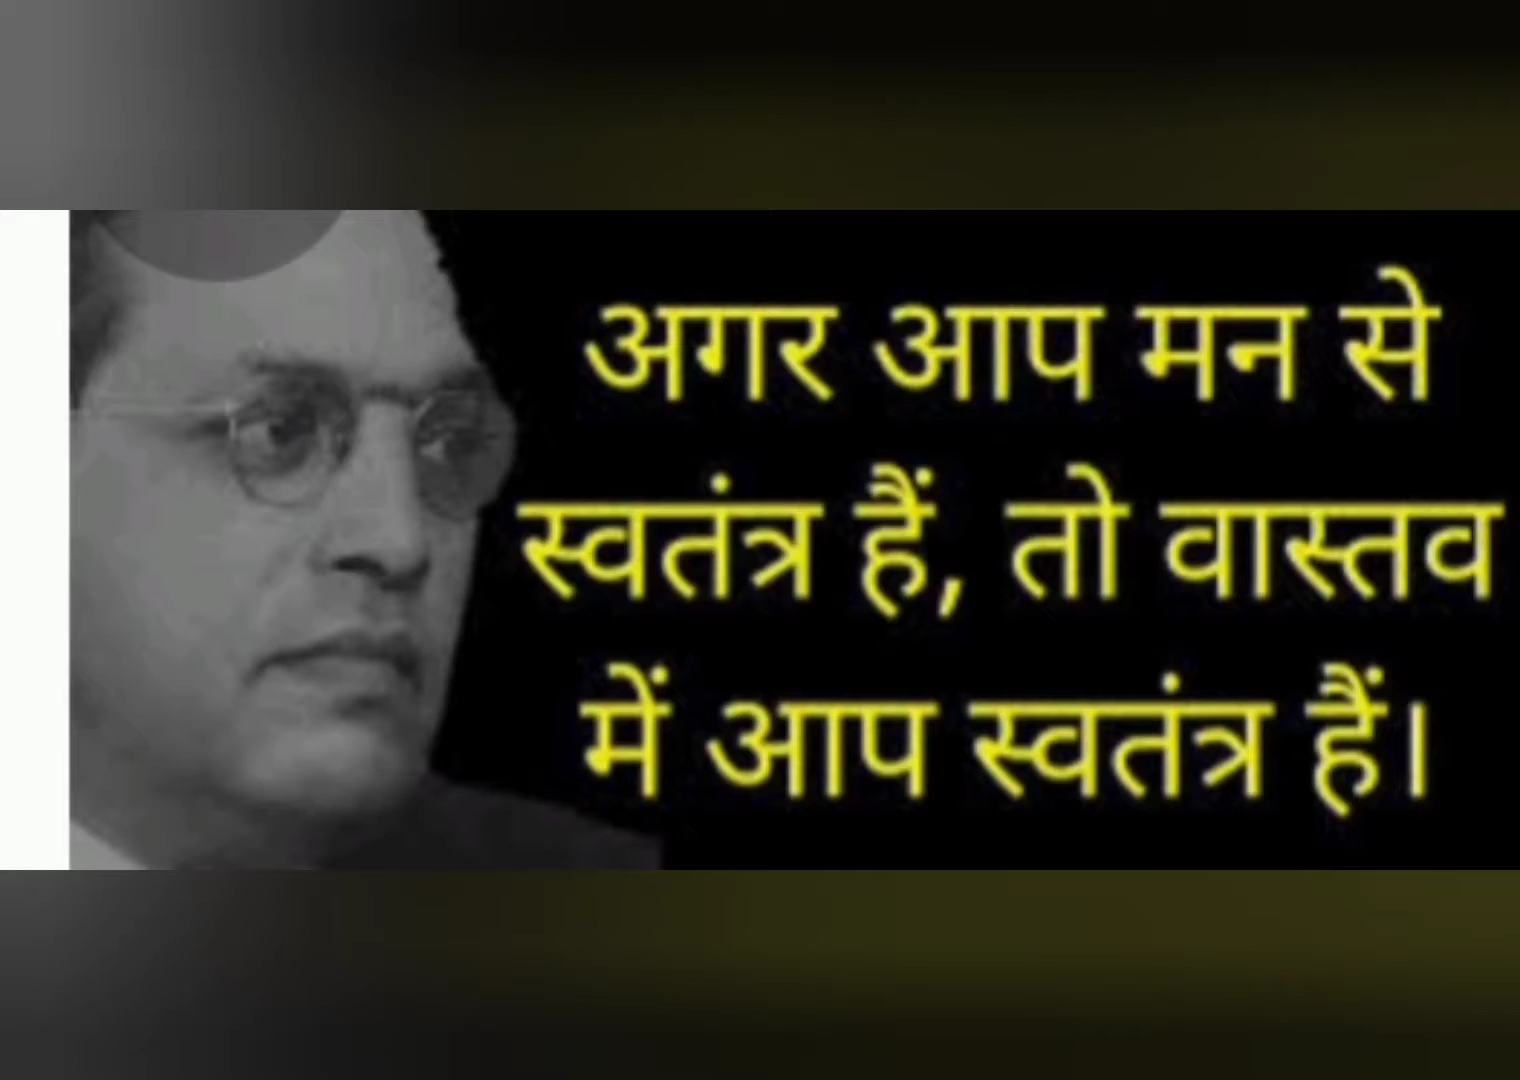 अगर आप मन से
स्वतंत्र हैं, तो वास्तव
में आप स्वतंत्र हैं।